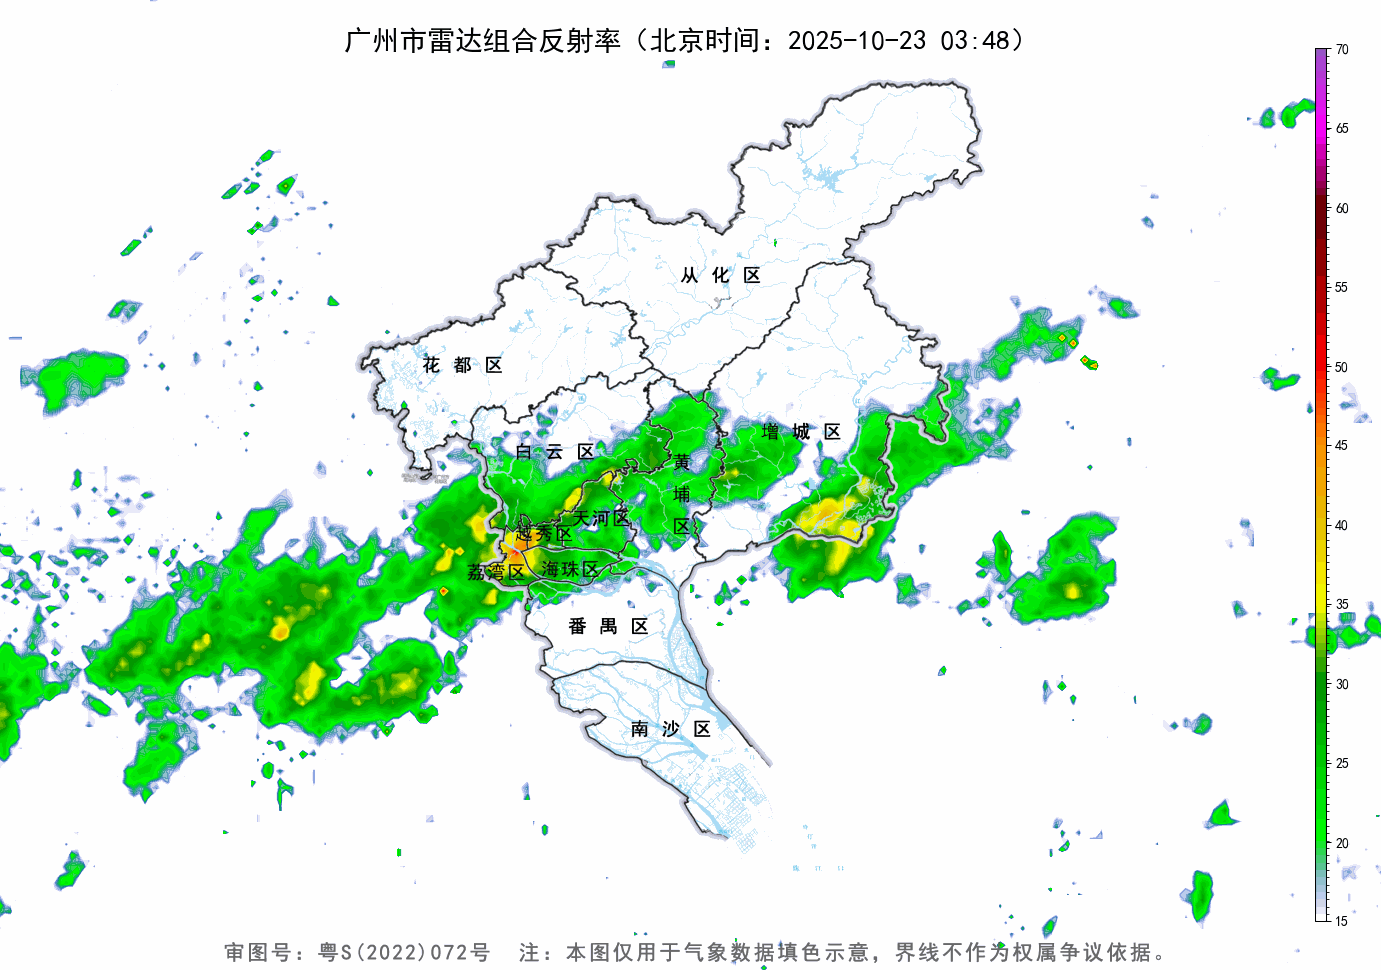 广州市雷达组合反射率（北京时间：2025-10-23 03:48）
70
65
60
55
50
45
40
35
30
25
20
15
从化区
花都区
增城区
白云区
黄埔区
天河区
越秀区
荔湾区
海珠区
番禺区
南沙区
审图号：粤S(2022)072号 注：本图仅用于气象数据填色示意，界线不作为权属争议依据。